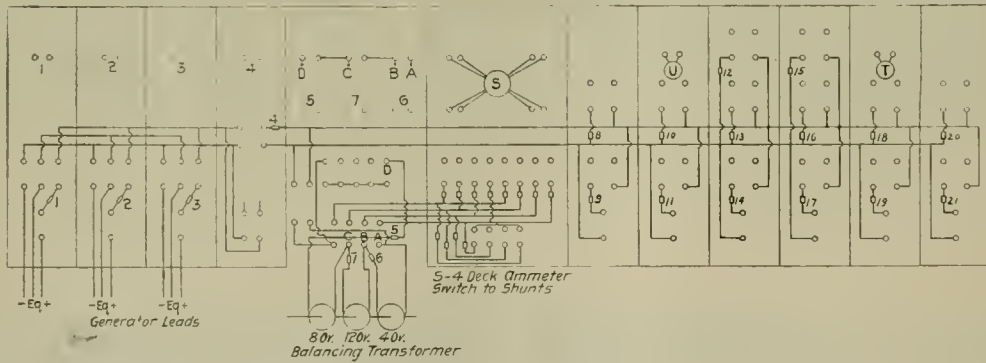 1 2 3 4 D C B A S U 12 15 T
5 7 6
4 8 10 13 16 18 20
D
1 2 3 9 11 14 17 19 21
C B A 5
7 6
S-4 Deck Ammeter
Switch to Shunts
-Eq.+ -Eq.+ -Eq.+
Generator Leads
80v. 120v. 40v.
Balancing Transformer